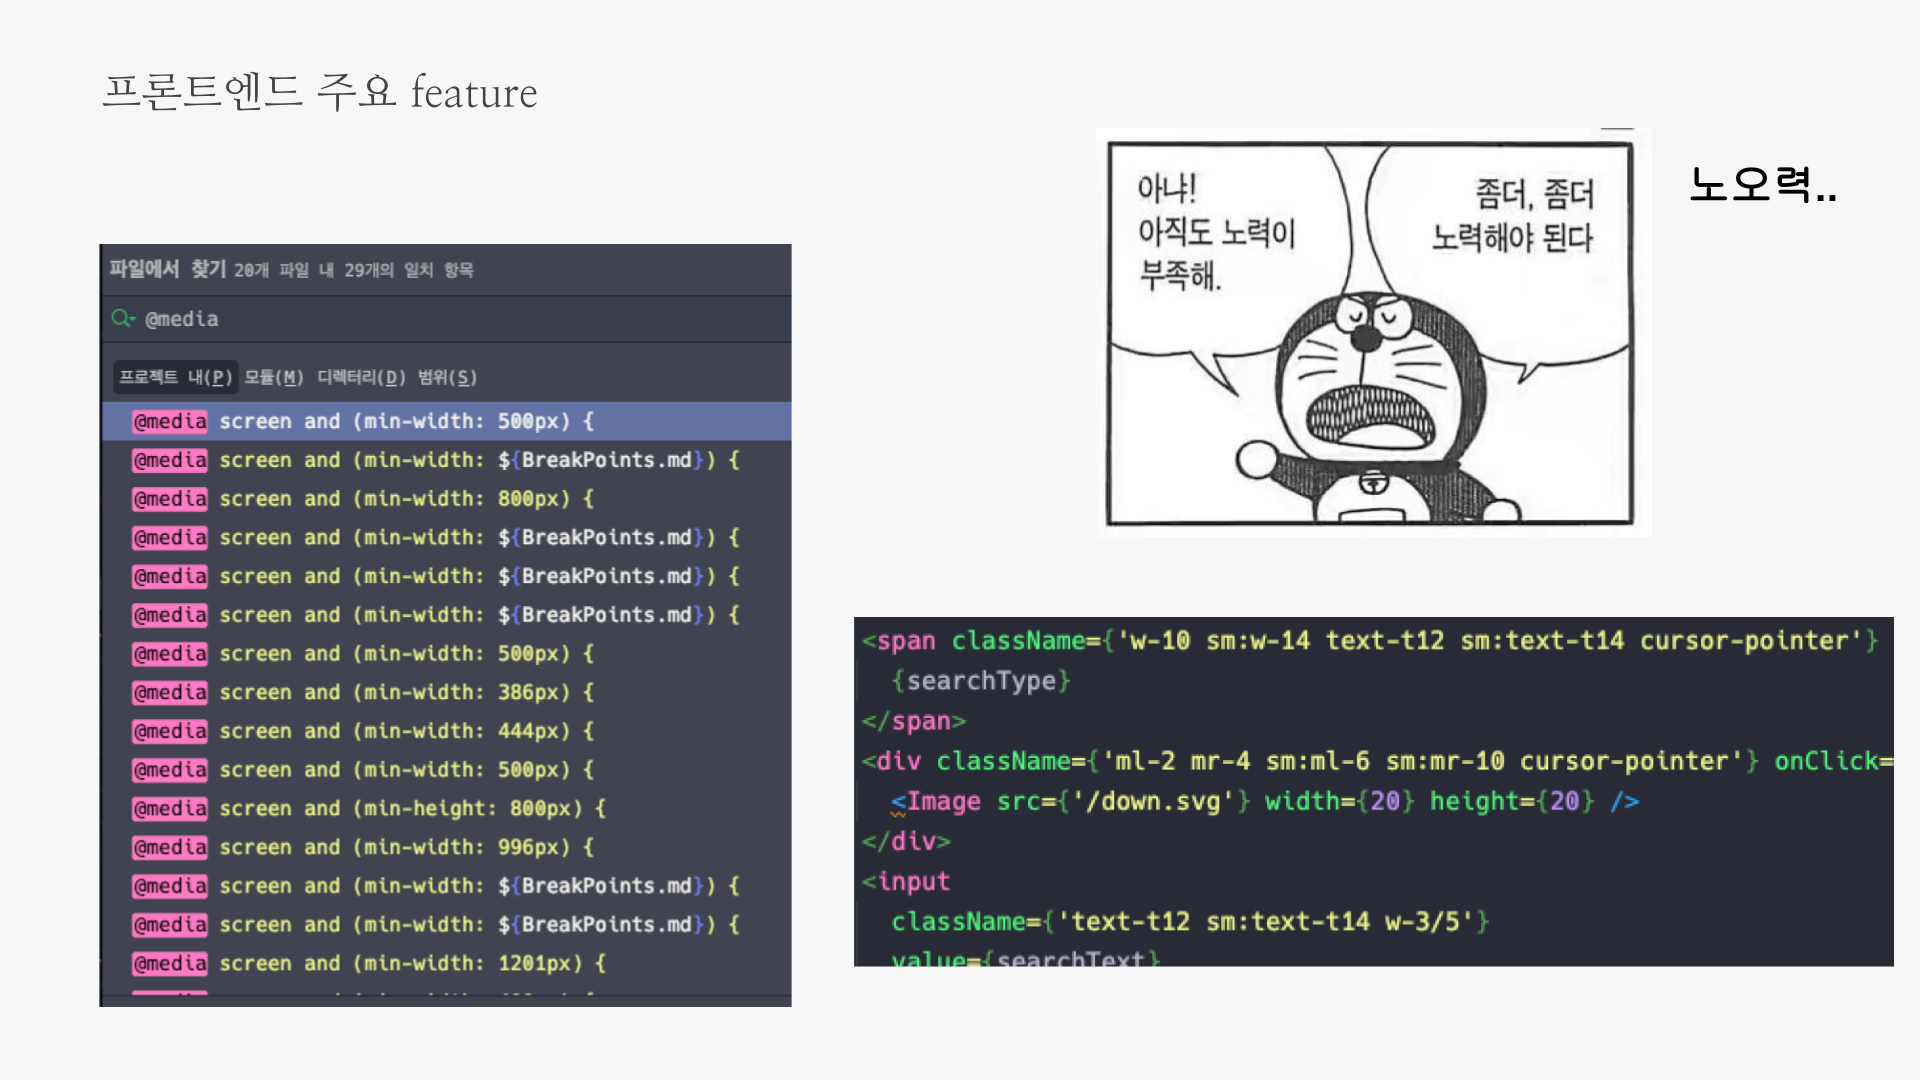 프론트엔드 주요 feature
아냐!
아직도 노력이
부족해.
좀더, 좀더
노력해야 된다
노오력..
파일에서 찾기 20개 파일 내 29개의 일치 항목
@media
프로젝트 내(P) 모듈(M) 디렉터리(D) 범위(S)
@media screen and (min-width: 500px) {
@media screen and (min-width: ${BreakPoints.md}) {
@media screen and (min-width: 800px) {
@media screen and (min-width: ${BreakPoints.md}) {
@media screen and (min-width: ${BreakPoints.md}) {
@media screen and (min-width: ${BreakPoints.md}) {
@media screen and (min-width: 500px) {
@media screen and (min-width: 386px) {
@media screen and (min-width: 444px) {
@media screen and (min-width: 500px) {
@media screen and (min-height: 800px) {
@media screen and (min-width: 996px) {
@media screen and (min-width: ${BreakPoints.md}) {
@media screen and (min-width: ${BreakPoints.md}) {
@media screen and (min-width: 1201px) {
<span className={'w-10 sm:w-14 text-t12 sm:text-t14 cursor-pointer'}
{searchType}
</span>
<div className={'ml-2 mr-4 sm:ml-6 sm:mr-10 cursor-pointer'} onClick=
<Image src={'/down.svg'} width={20} height={20} />
</div>
<input
className={'text-t12 sm:text-t14 w-3/5'}
value={searchText}